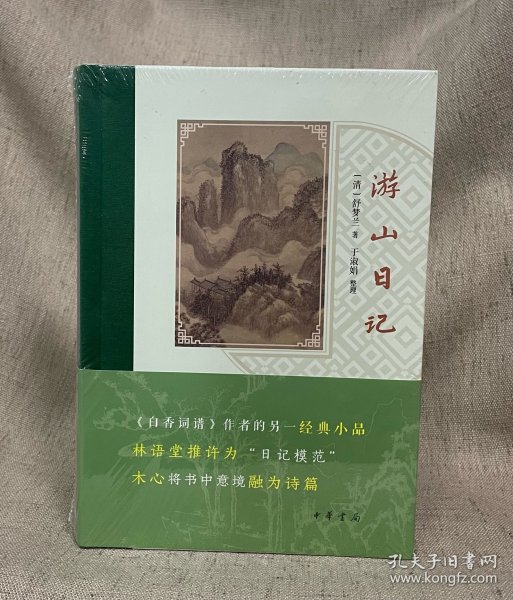 游山日记
［清］舒梦兰 著
于淑娟 整理
《白香词谱》作者的另一经典小品
林语堂推许为“日记模范”
木心将书中意境融为诗篇
中华书局
孔夫子旧书网
www.kongfz.com